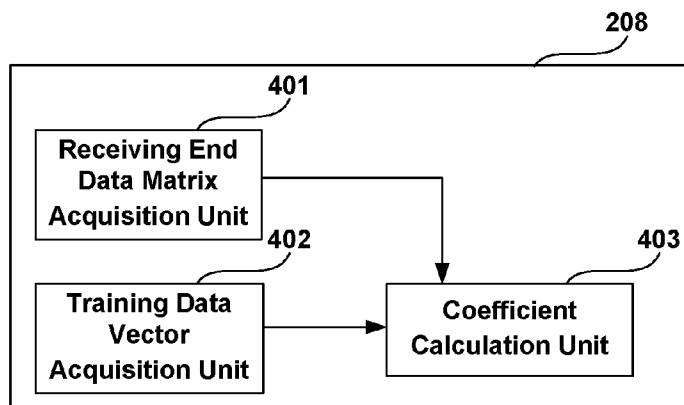 208
401
Receiving End
Data Matrix
Acquisition Unit
402
Training Data
Vector
Acquisition Unit
403
Coefficient
Calculation Unit